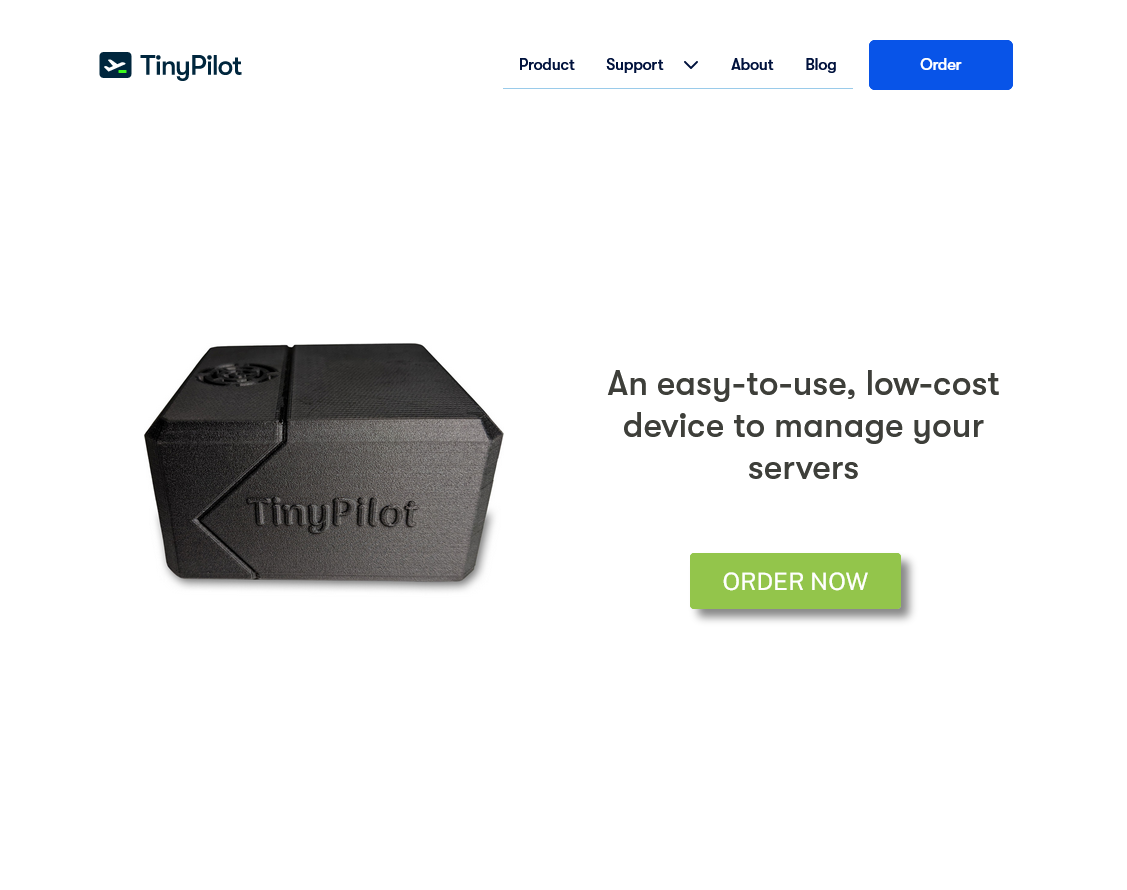 TinyPilot
Product
Support
About
Blog
Order
TinyPilot
An easy-to-use, low-cost
device to manage your
servers
ORDER NOW